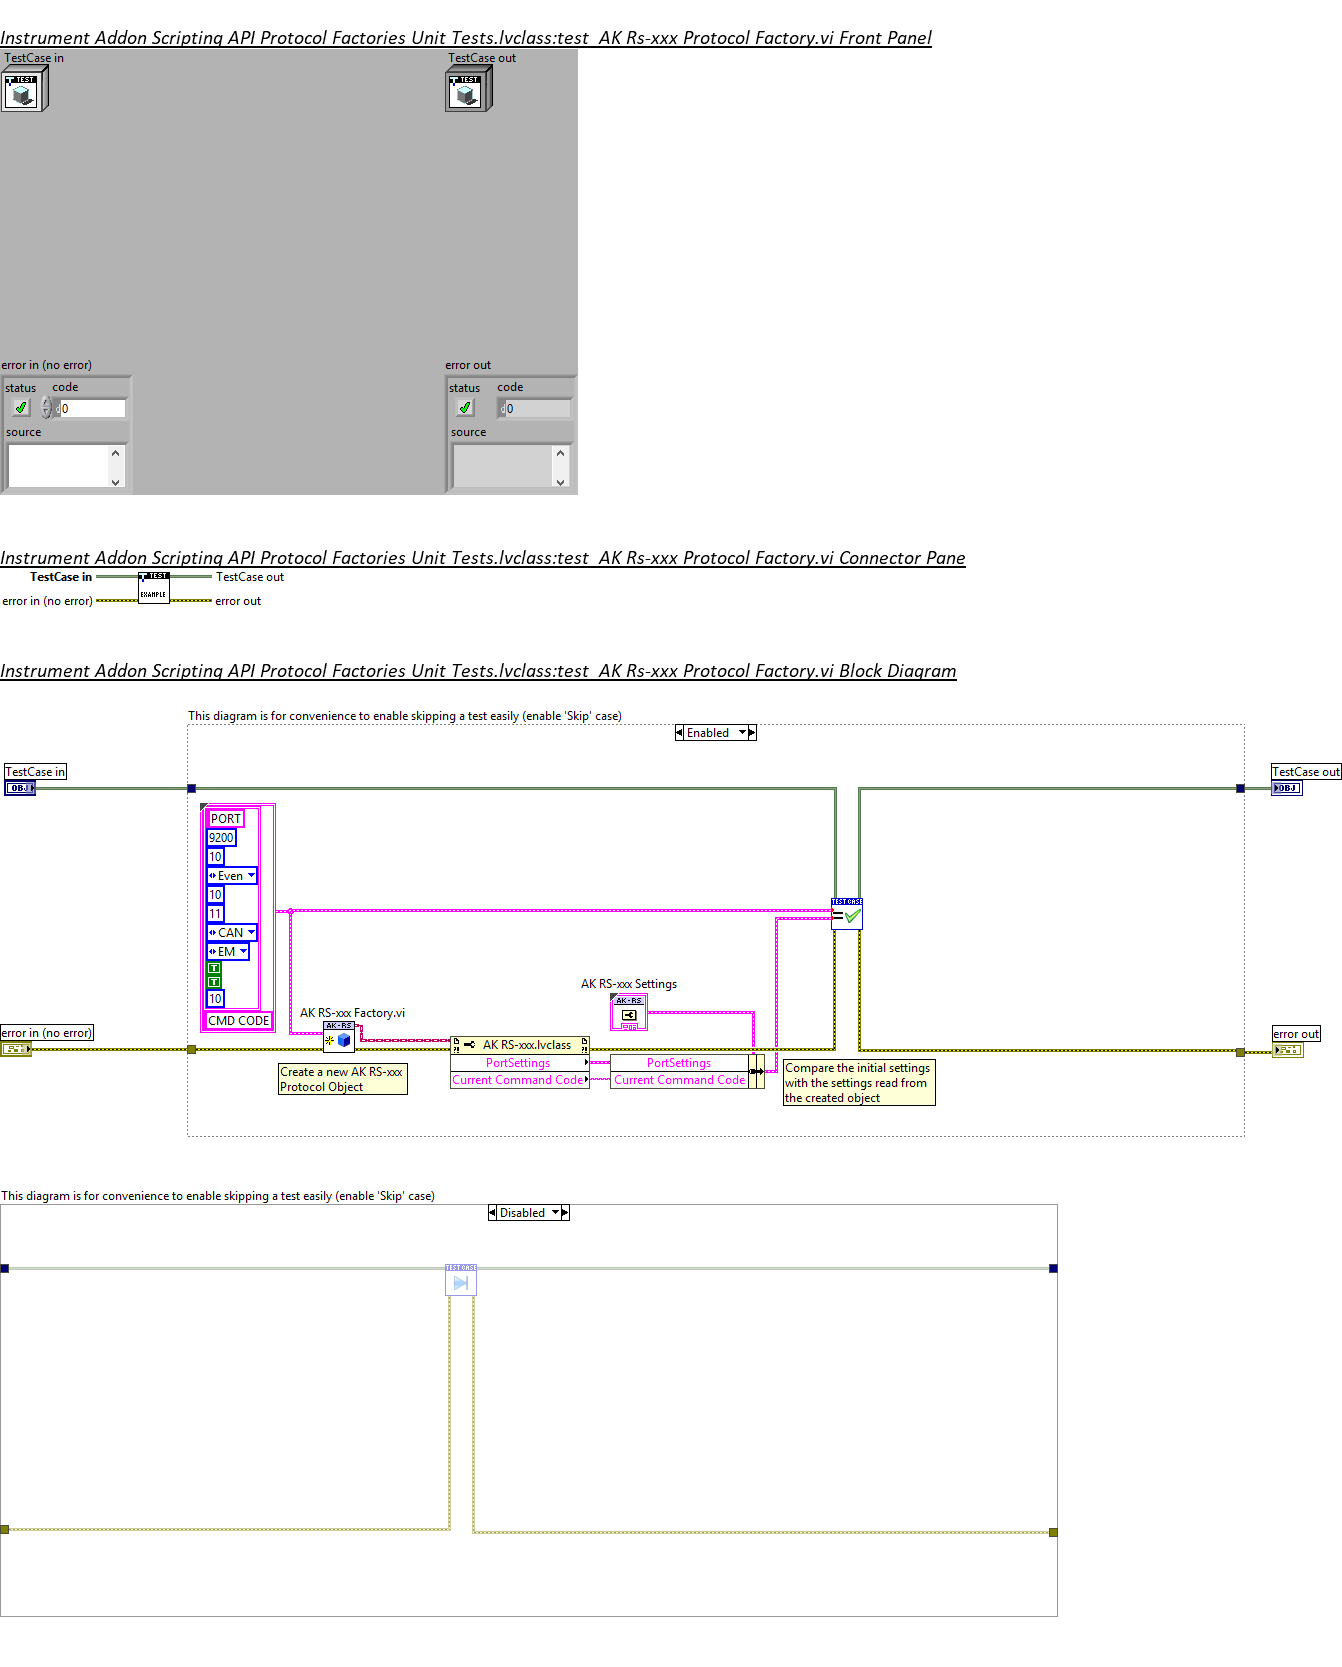 Instrument Addon Scripting API Protocol Factories Unit Tests.lvclass:test  AK Rs-xxx Protocol Factory.vi Front Panel
TestCase in
TestCase out
TEST
TEST
error in (no error)
error out
status
code
status
code
d
0
d
0
source
source
Instrument Addon Scripting API Protocol Factories Unit Tests.lvclass:test  AK Rs-xxx Protocol Factory.vi Connector Pane
TestCase in
TEST
TestCase out
error in (no error)
EXAMPLE
error out
Instrument Addon Scripting API Protocol Factories Unit Tests.lvclass:test  AK Rs-xxx Protocol Factory.vi Block Diagram
This diagram is for convenience to enable skipping a test easily (enable 'Skip' case)
Enabled
TestCase in
OBJ
TestCase out
OBJ
PORT
9200
10
Even
10
11
CAN
EM
T
T
10
CMD CODE
TEST CASE
AK RS-xxx Settings
AK-RS
AK RS-xxx Factory.vi
AK-RS
error in (no error)
error out
AK RS-xxx.lvclass
PortSettings
Current Command Code
PortSettings
Current Command Code
Create a new AK RS-xxx
Protocol Object
Compare the initial settings
with the settings read from
the created object
This diagram is for convenience to enable skipping a test easily (enable 'Skip' case)
Disabled
TEST CASE